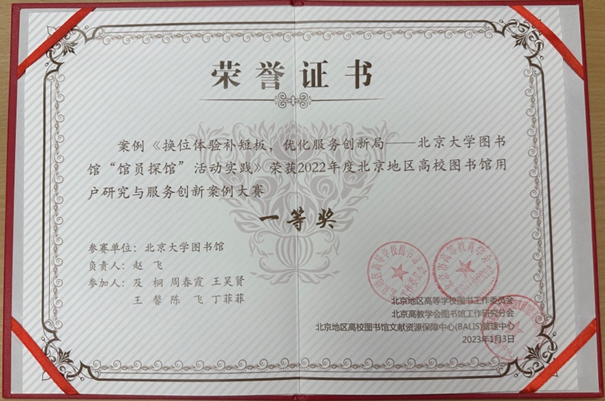 荣誉证书
案例《换位体验补短板，优化服务创新局——北京大学图书
馆“馆员探馆”活动实践》荣获2022年度北京地区高校图书馆用
户研究与服务创新案例大赛
一等奖
参赛单位：北京大学图书馆
负责人：赵 飞
参加人：及 桐 周春霞 王昊贤
王 馨 陈 飞 丁菲菲
北京地区高等学校图书工作委员会
北京高教学会图书馆工作研究分会
北京地区高校图书馆文献资源保障中心(BALIS)管理中心
2023年1月3日